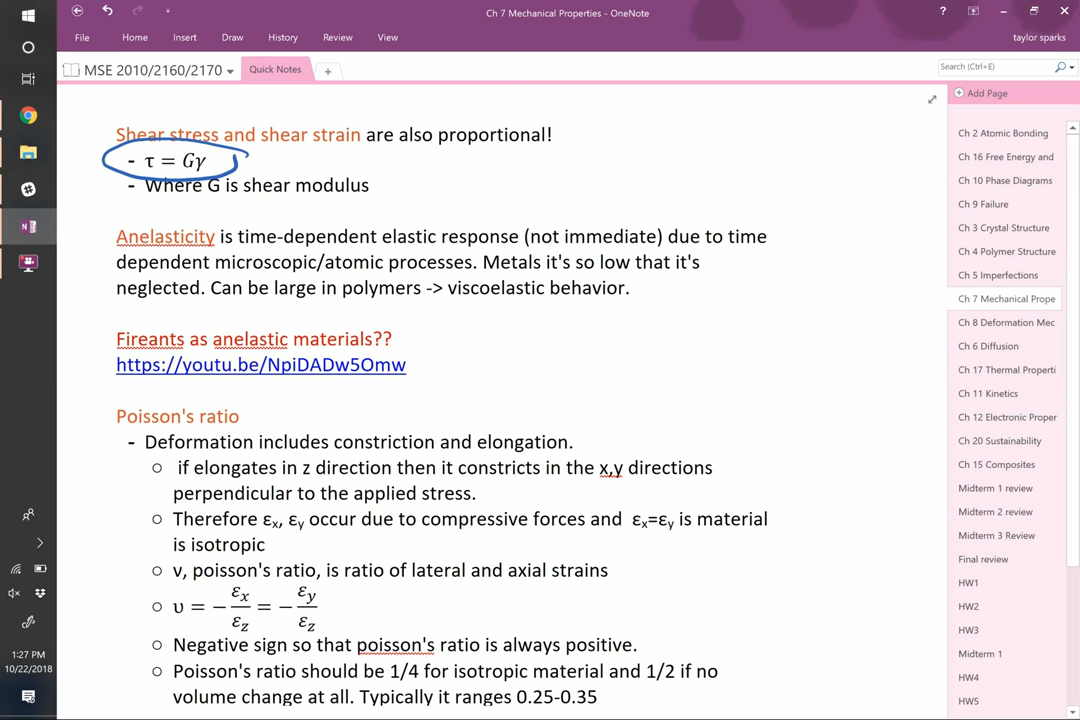 Ch 7 Mechanical Properties - OneNote
?
File
Home
Insert
Draw
History
Review
View
taylor sparks
MSE 2010/2160/2170
Quick Notes
+
Search (Ctrl+E)
Add Page
Shear stress and shear strain are also proportional!
- τ = Gγ
- Where G is shear modulus
Anelasticity is time-dependent elastic response (not immediate) due to time
dependent microscopic/atomic processes. Metals it's so low that it's
neglected. Can be large in polymers -> viscoelastic behavior.
Fireants as anelastic materials??
https://youtu.be/NpiDADw5Omw
Poisson's ratio
- Deformation includes constriction and elongation.
○ if elongates in z direction then it constricts in the x,y directions
perpendicular to the applied stress.
○ Therefore εx, εy occur due to compressive forces and εx=εy is material
is isotropic
○ ν, poisson's ratio, is ratio of lateral and axial strains
○ υ = −εx/εz = −εy/εz
○ Negative sign so that poisson's ratio is always positive.
○ Poisson's ratio should be 1/4 for isotropic material and 1/2 if no
volume change at all. Typically it ranges 0.25-0.35
Ch 2 Atomic Bonding
Ch 16 Free Energy and
Ch 10 Phase Diagrams
Ch 9 Failure
Ch 3 Crystal Structure
Ch 4 Polymer Structure
Ch 5 Imperfections
Ch 7 Mechanical Prope
Ch 8 Deformation Mec
Ch 6 Diffusion
Ch 17 Thermal Properti
Ch 11 Kinetics
Ch 12 Electronic Proper
Ch 20 Sustainability
Ch 15 Composites
Midterm 1 review
Midterm 2 review
Midterm 3 Review
Final review
HW1
HW2
HW3
Midterm 1
HW4
HW5
1:27 PM
10/22/2018